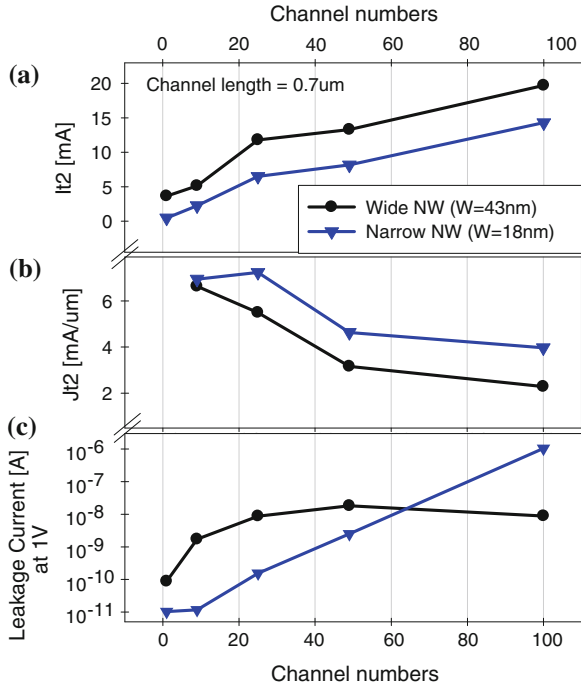 Channel numbers
0 20 40 60 80 100
(a)
Channel length = 0.7um
20
15
10
5
0
It2 [mA]
Wide NW (W=43nm)
Narrow NW (W=18nm)
(b)
6
4
2
Jt2 [mA/um]
(c)
10⁻⁶
10⁻⁷
10⁻⁸
10⁻⁹
10⁻¹⁰
10⁻¹¹
Leakage Current [A]
at 1V
0 20 40 60 80 100
Channel numbers